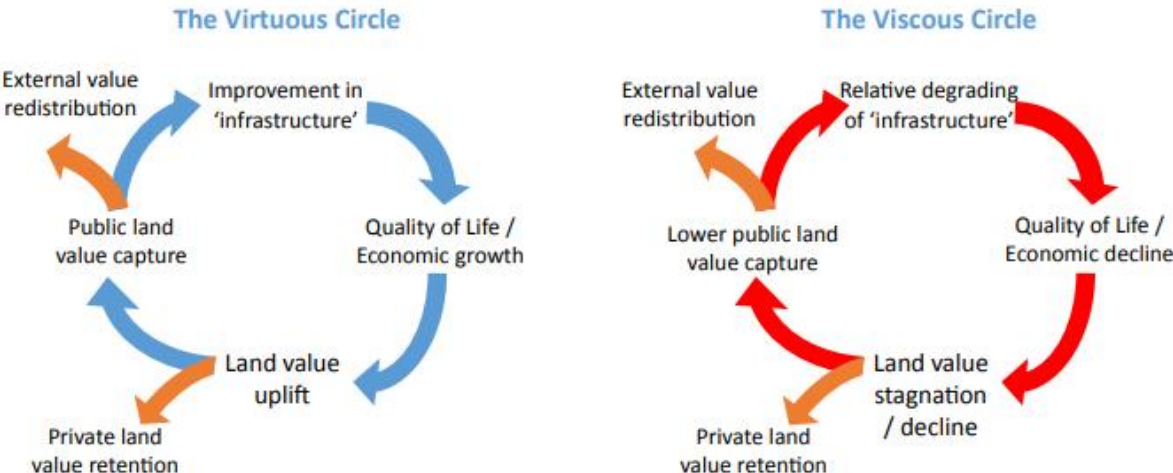 The Virtuous Circle
External value
redistribution
Improvement in
‘infrastructure’
Public land
value capture
Quality of Life /
Economic growth
Land value
uplift
Private land
value retention
The Viscous Circle
External value
redistribution
Relative degrading
of ‘infrastructure’
Lower public land
value capture
Quality of Life /
Economic decline
Land value
stagnation
/ decline
Private land
value retention